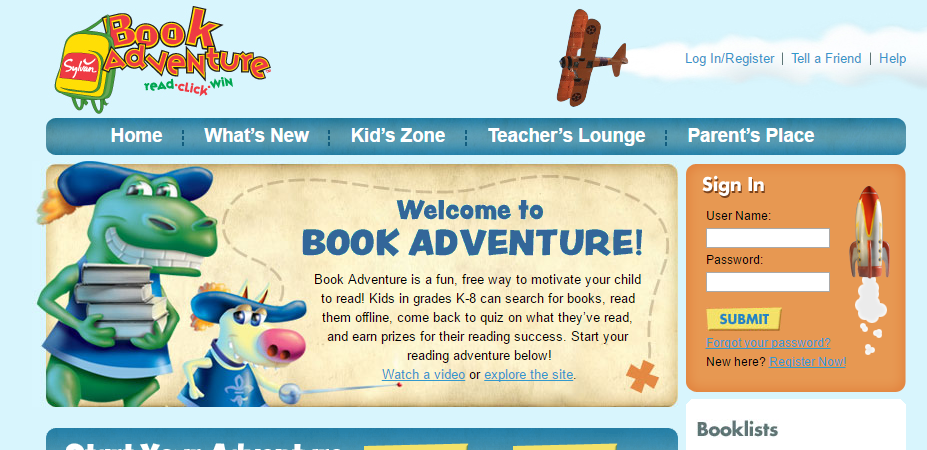 Book
Adventure™
Sylvan
read·click·win
Log In/Register | Tell a Friend | Help
Home
What's New
Kid's Zone
Teacher's Lounge
Parent's Place
Welcome to
BOOK ADVENTURE!
Book Adventure is a fun, free way to motivate your child
to read! Kids in grades K-8 can search for books, read
them offline, come back to quiz on what they've read,
and earn prizes for their reading success. Start your
reading adventure below!
Watch a video or explore the site.
Sign In
User Name:
Password:
SUBMIT
Forgot your password?
New here? Register Now!
Booklists
Start Your Adventure